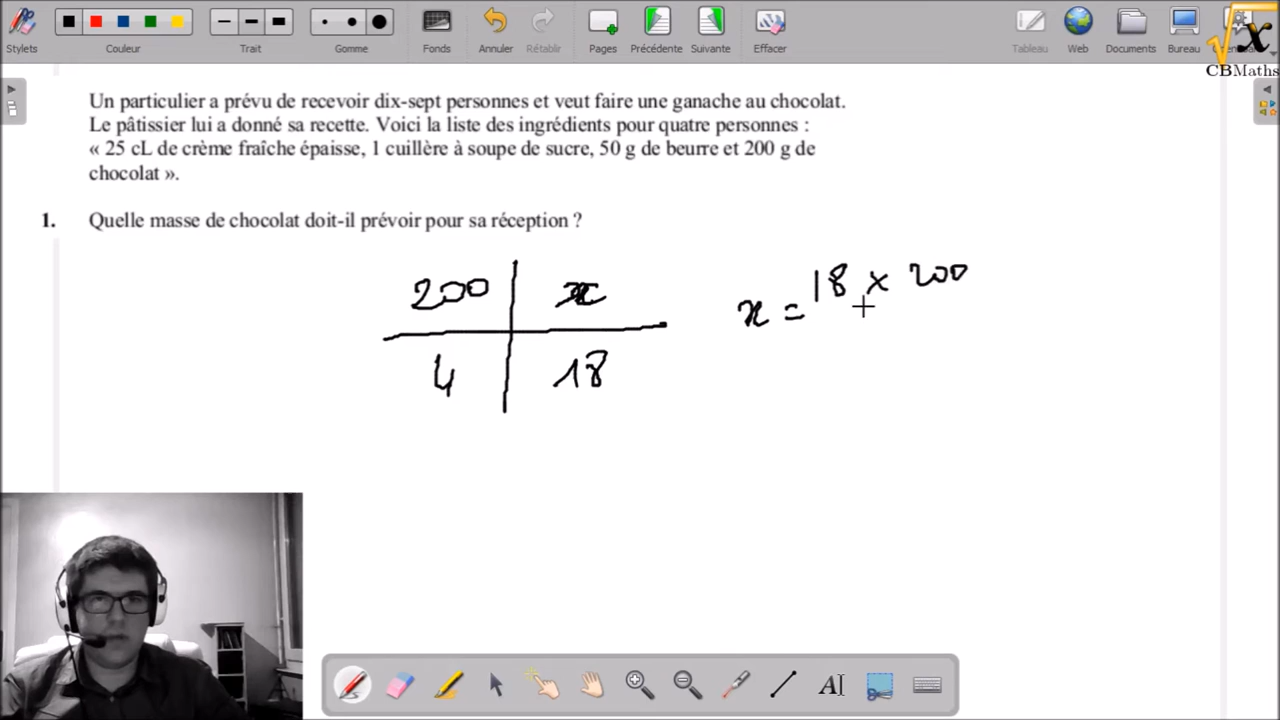 Stylets
Couleur
Trait
Gomme
Fonds
Annuler
Rétablir
Pages
Précédente
Suivante
Effacer
Tableau
Web
Documents
Bureau
CBMaths
Un particulier a prévu de recevoir dix-sept personnes et veut faire une ganache au chocolat.
Le pâtissier lui a donné sa recette. Voici la liste des ingrédients pour quatre personnes :
« 25 cL de crème fraîche épaisse, 1 cuillère à soupe de sucre, 50 g de beurre et 200 g de
chocolat ».
1. Quelle masse de chocolat doit-il prévoir pour sa réception ?
200 x
4 18
x = 18 x 200
AI